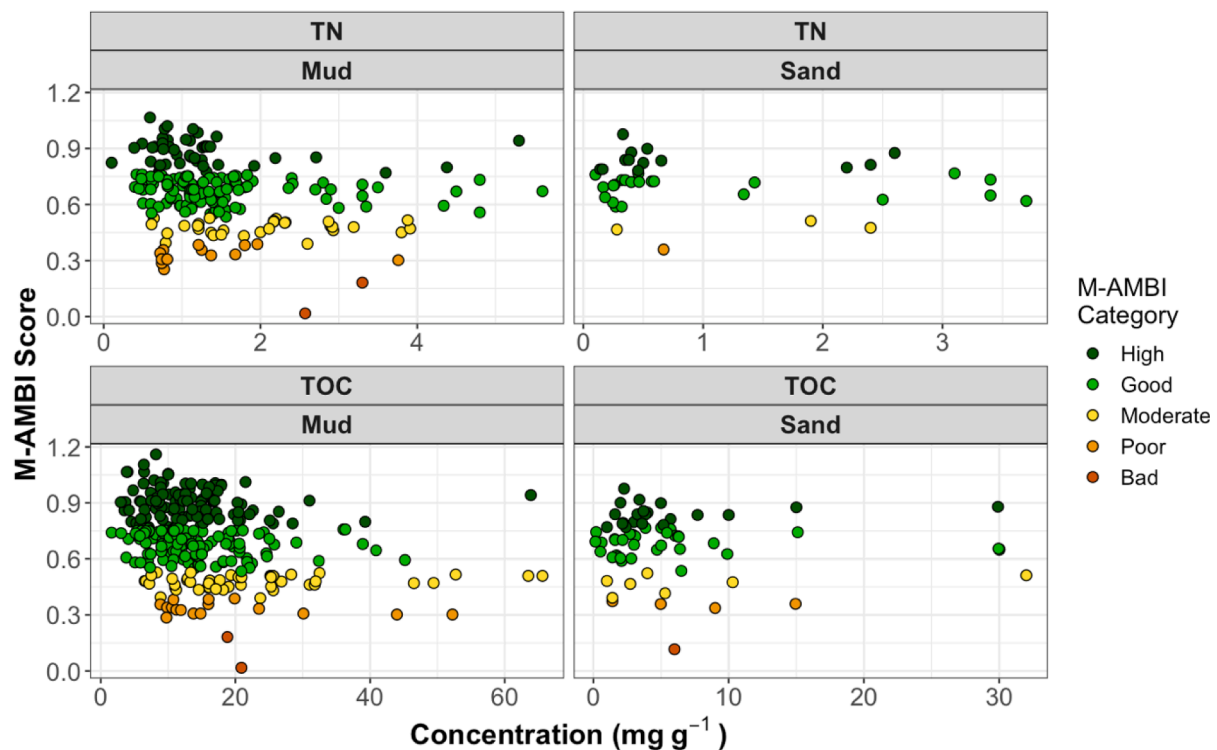 TN
TN
Mud
Sand
1.2
0.9
0.6
0.3
0.0
0 2 4
0 1 2 3
M-AMBI Score
TOC
TOC
Mud
Sand
1.2
0.9
0.6
0.3
0.0
0 20 40 60
0 10 20 30
Concentration (mg g⁻¹ )
M-AMBI
Category
High
Good
Moderate
Poor
Bad